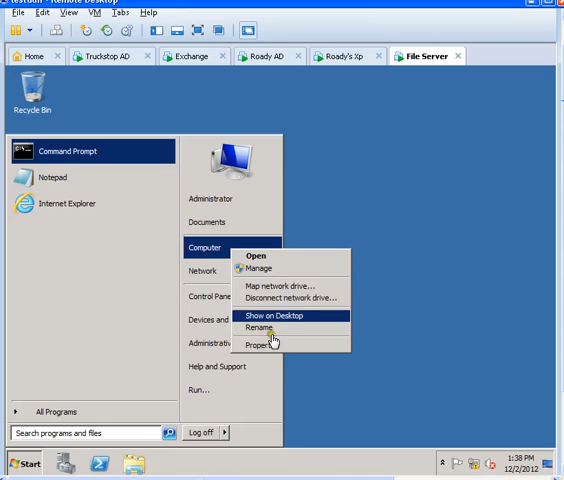 File Edit View VM Tabs Help
Home Truckstop AD Exchange Roady AD Roady's Xp File Server
Recycle Bin
Command Prompt
Notepad
Internet Explorer
Administrator
Documents
Computer
Network
Control Pane
Devices and
Administrativ
Help and Support
Run...
Open
Manage
Map network drive...
Disconnect network drive...
Show on Desktop
Rename
Propert
All Programs
Search programs and files
Log off
Start
1:38 PM
12/2/2012